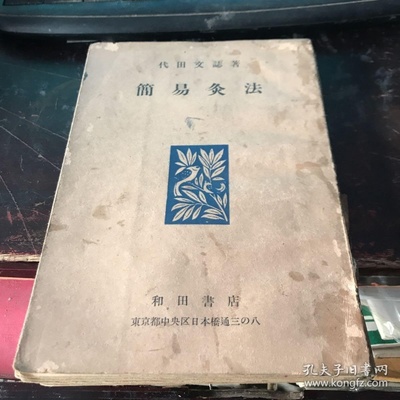 代田文誌著
簡易灸法
和田書店
東京都中央区日本橋通三の八
孔夫子旧书网
www.kongfz.com